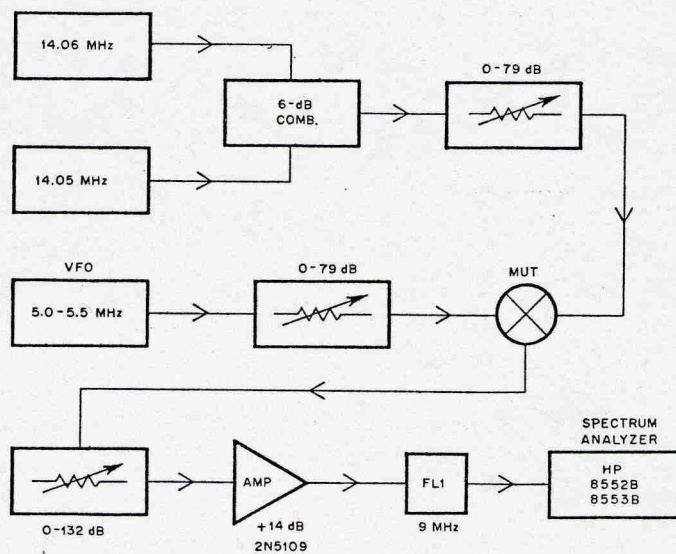 14.06 MHz
6-dB
COMB.
0-79 dB
14.05 MHz
VFO
5.0-5.5 MHz
0-79 dB
MUT
0-132 dB
AMP
+14 dB
2N5109
FL1
9 MHz
SPECTRUM
ANALYZER
HP
8552B
8553B